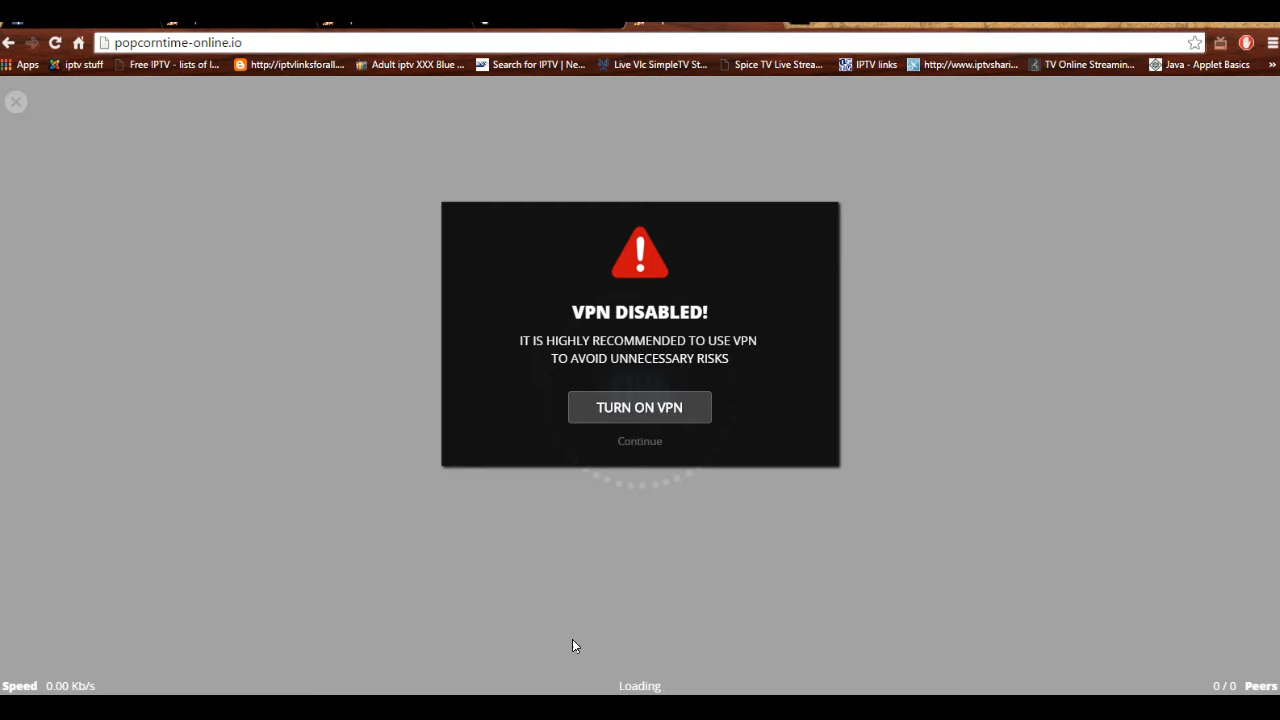 popcorntime-online.io
Apps iptv stuff Free IPTV - lists of I... http://iptvlinksforall.... Adult iptv XXX Blue ... Search for IPTV | Ne... Live Vlc SimpleTV St... Spice TV Live Strea... IPTV links http://www.iptvshari... TV Online Streamin... Java - Applet Basics »
VPN DISABLED!
IT IS HIGHLY RECOMMENDED TO USE VPN
TO AVOID UNNECESSARY RISKS
TURN ON VPN
Continue
Speed 0.00 Kb/s Loading 0 / 0 Peers